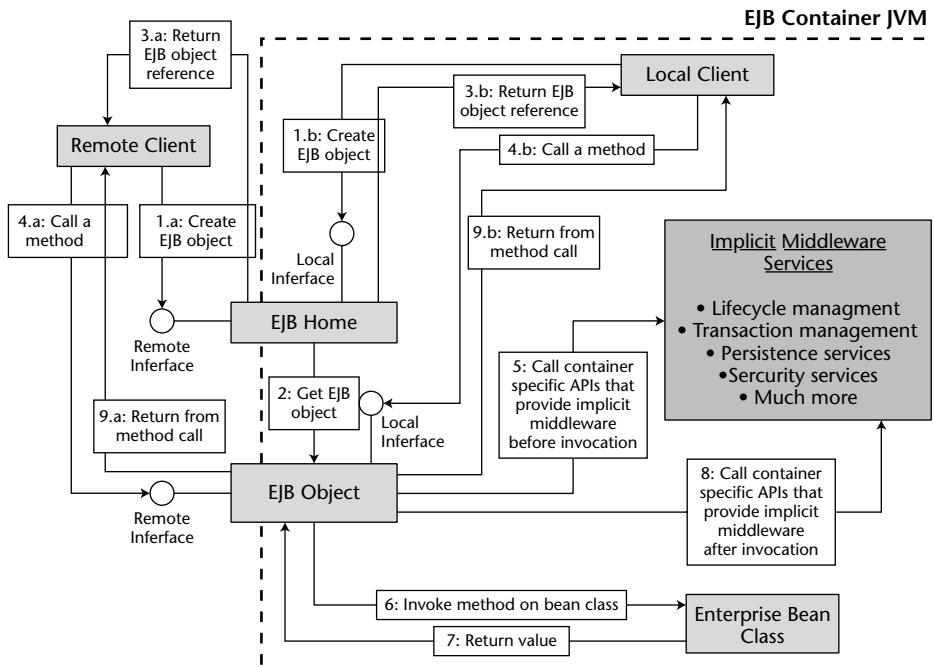 EJB Container JVM
3.a: Return
EJB object
reference
Local Client
3.b: Return EJB
object reference
1.b: Create
EJB object
4.b: Call a method
Remote Client
4.a: Call a
method
1.a: Create
EJB object
9.b: Return from
method call
Implicit Middleware
Services
• Lifecycle managment
• Transaction management
• Persistence services
•Sercurity services
• Much more
Local
Inferface
EJB Home
Remote
Inferface
2: Get EJB
object
Local
Inferface
5: Call container
specific APIs that
provide implicit
middleware
before invocation
9.a: Return from
method call
EJB Object
Remote
Inferface
8: Call container
specific APIs that
provide implicit
middleware
after invocation
6: Invoke method on bean class
7: Return value
Enterprise Bean
Class